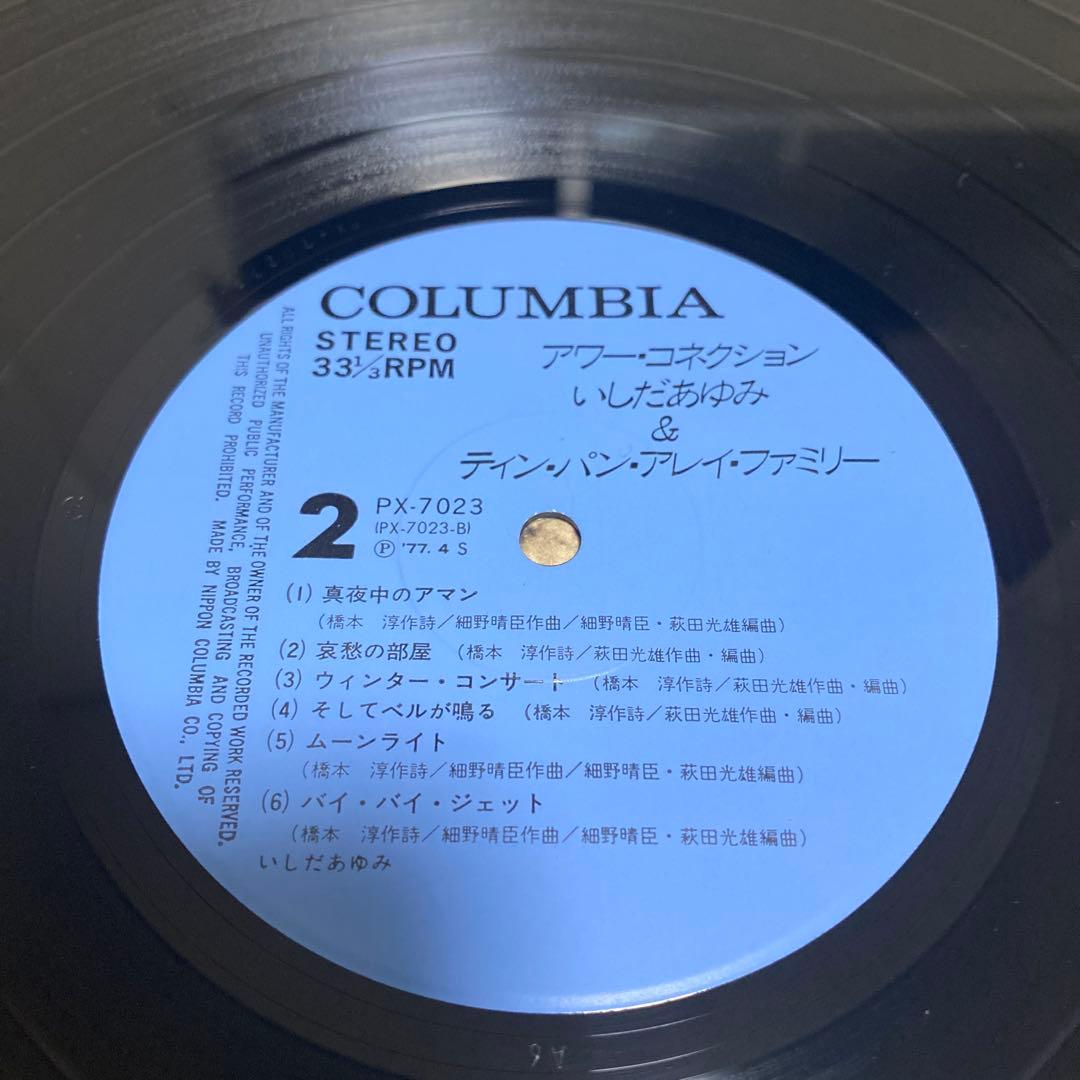 COLUMBIA
STEREO
33⅓RPM
アワー・コネクション
いしだあゆみ
&
ティン・パン・アレイ・ファミリー
2
PX-7023
(PX-7023-B)
Ⓟ '77. 4 S
(1) 真夜中のアマン
(橋本 淳作詩/細野晴臣作曲/細野晴臣・萩田光雄編曲)
(2) 哀愁の部屋 (橋本 淳作詩/萩田光雄作曲・編曲)
(3) ウィンター・コンサート (橋本 淳作詩/萩田光雄作曲・編曲)
(4) そしてベルが鳴る (橋本 淳作詩/萩田光雄作曲・編曲)
(5) ムーンライト
(橋本 淳作詩/細野晴臣作曲/細野晴臣・萩田光雄編曲)
(6) バイ・バイ・ジェット
(橋本 淳作詩/細野晴臣作曲/細野晴臣・萩田光雄編曲)
いしだあゆみ
ALL RIGHTS OF THE MANUFACTURER AND OF THE OWNER OF THE RECORDED WORK RESERVED.
UNAUTHORIZED PUBLIC PERFORMANCE, BROADCASTING AND COPYING OF
THIS RECORD PROHIBITED. MADE BY NIPPON COLUMBIA CO., LTD.
A6